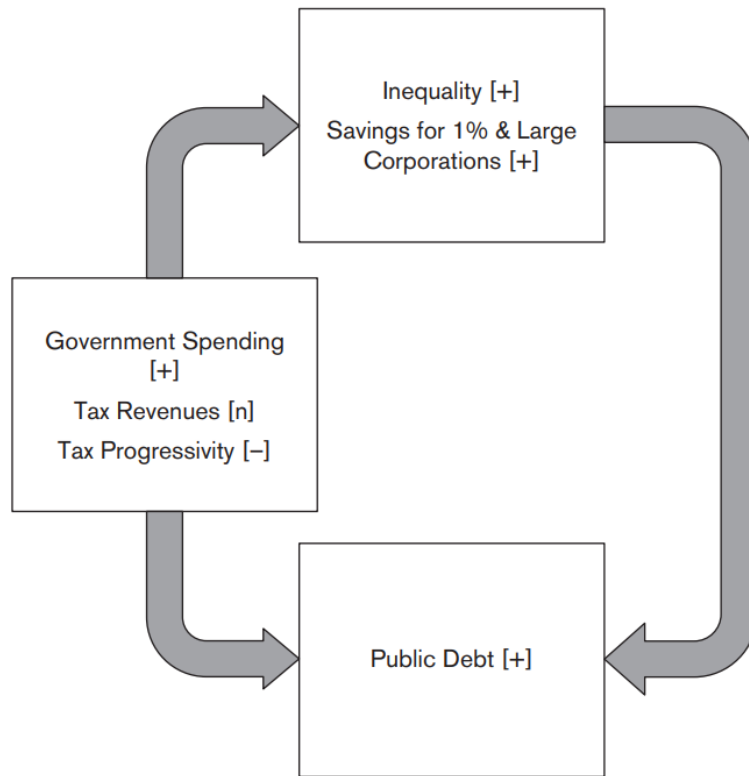 Inequality [+]
Savings for 1% & Large
Corporations [+]
Government Spending
[+]
Tax Revenues [n]
Tax Progressivity [–]
Public Debt [+]